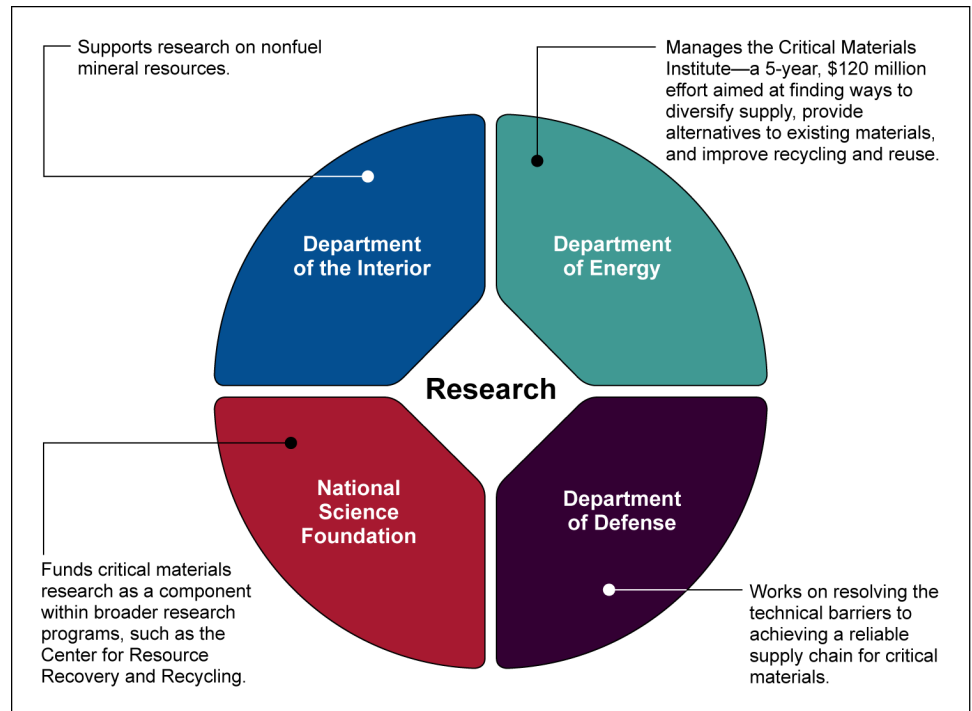 Supports research on nonfuel
mineral resources.
Manages the Critical Materials
Institute—a 5-year, $120 million
effort aimed at finding ways to
diversify supply, provide
alternatives to existing materials,
and improve recycling and reuse.
Department
of the Interior
Department
of Energy
Research
National
Science
Foundation
Department
of Defense
Funds critical materials
research as a component
within broader research
programs, such as the
Center for Resource
Recovery and Recycling.
Works on resolving the
technical barriers to
achieving a reliable
supply chain for critical
materials.